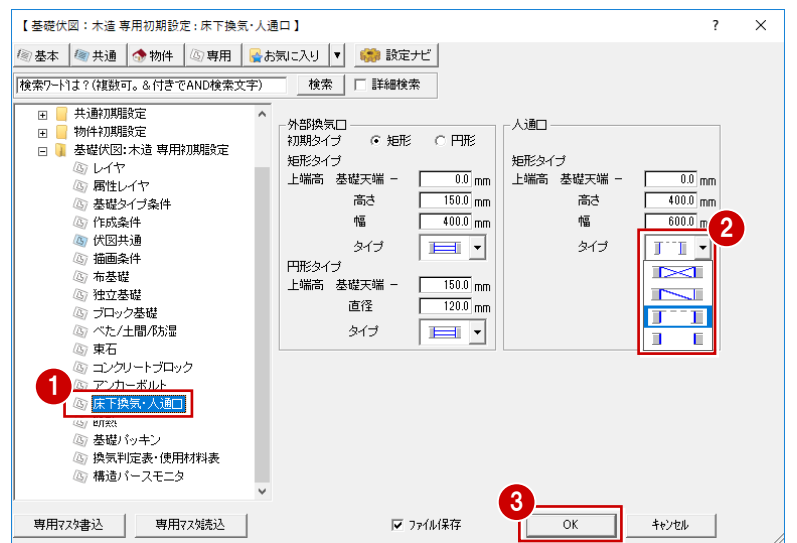 【 基礎伏図：木造 専用初期設定：床下換気・人通口 】
? ×
基本 共通 物件 専用 お気に入り ▼ 設定ナビ
検索ワードは？(複数可。＆付きでAND検索文字) 検索 詳細検索
共通初期設定
物件初期設定
基礎伏図：木造 専用初期設定
レイヤ
属性レイヤ
基礎タイプ条件
作成条件
伏図共通
描画条件
布基礎
独立基礎
ブロック基礎
べた/土間/防湿
束石
コンクリートブロック
1
アンカーボルト
床下換気・人通口
断熱
基礎パッキン
換気判定表・使用材料表
構造パースモニタ
外部換気口
初期タイプ 矩形 円形
矩形タイプ
上端高 基礎天端 － 0.0 mm
高さ 150.0 mm
幅 400.0 mm
タイプ
円形タイプ
上端高 基礎天端 － 150.0 mm
直径 120.0 mm
タイプ
人通口
矩形タイプ
上端高 基礎天端 － 0.0 mm
高さ 400.0 mm
幅 600.0 m
2
タイプ
3
専用マスタ書込 専用マスタ読込 ファイル保存 OK キャンセル